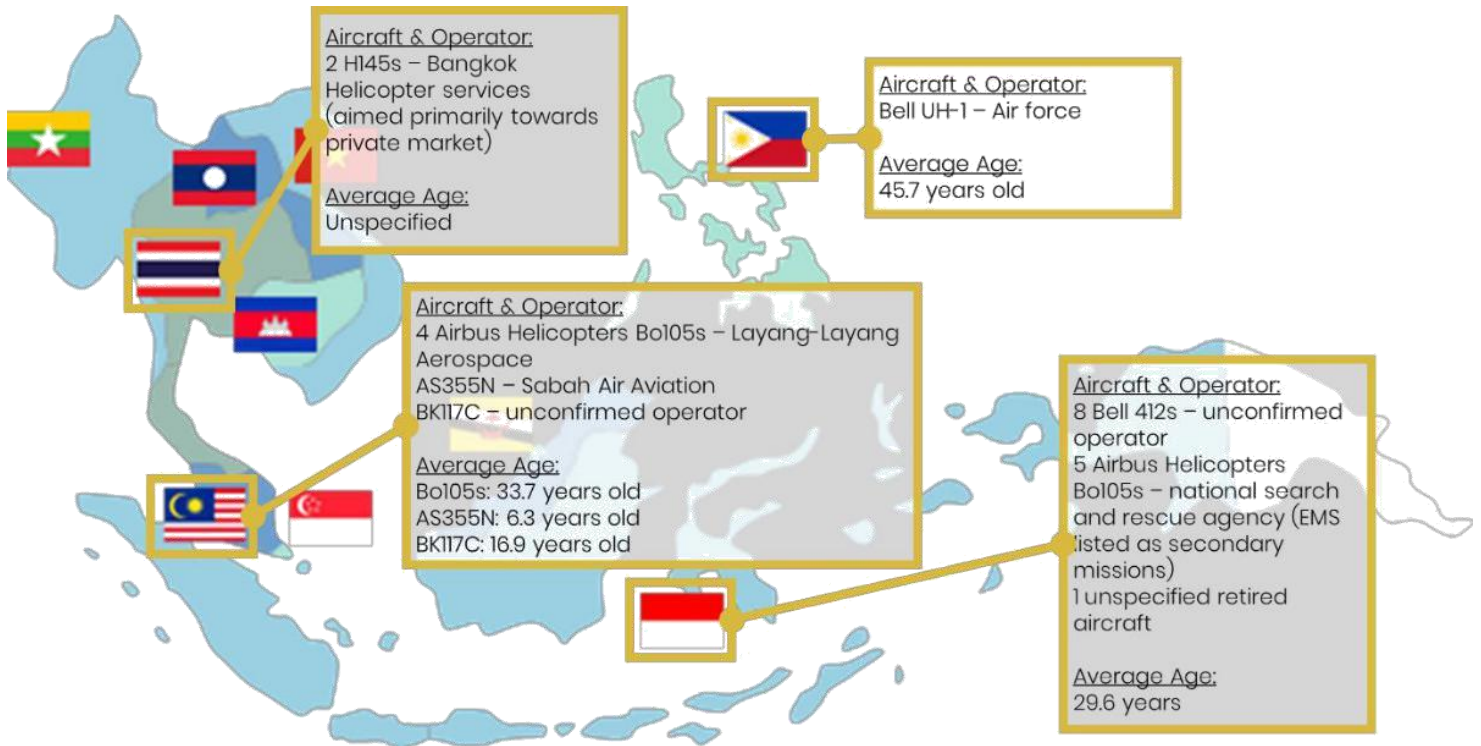 Aircraft & Operator:
2 H145s – Bangkok
Helicopter services
(aimed primarily towards
private market)
Average Age:
Unspecified
Aircraft & Operator:
Bell UH-1 – Air force
Average Age:
45.7 years old
Aircraft & Operator:
4 Airbus Helicopters Bo105s – Layang-Layang
Aerospace
AS355N – Sabah Air Aviation
BK117C – unconfirmed operator
Average Age:
Bo105s: 33.7 years old
AS355N: 6.3 years old
BK117C: 16.9 years old
Aircraft & Operator:
8 Bell 412s – unconfirmed
operator
5 Airbus Helicopters
Bo105s – national search
and rescue agency (EMS
listed as secondary
missions)
1 unspecified retired
aircraft
Average Age:
29.6 years